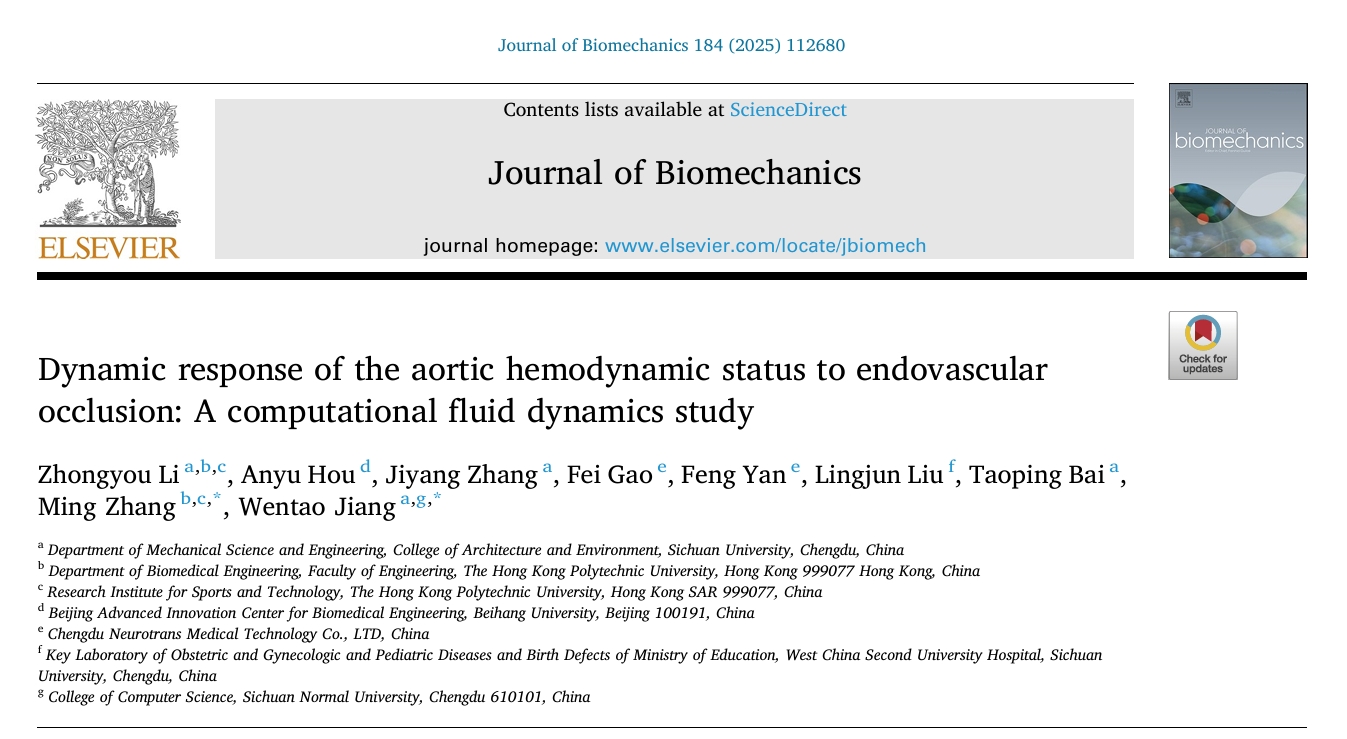 Journal of Biomechanics 184 (2025) 112680
Contents lists available at ScienceDirect
Journal of Biomechanics
journal homepage: www.elsevier.com/locate/jbiomech
NON SOLUS
ELSEVIER
JOURNAL OF
biomechanics
Check for
updates
Dynamic response of the aortic hemodynamic status to endovascular
occlusion: A computational fluid dynamics study
Zhongyou Li a,b,c, Anyu Hou d, Jiyang Zhang a, Fei Gao e, Feng Yan e, Lingjun Liu f, Taoping Bai a,
Ming Zhang b,c,*, Wentao Jiang a,g,*
a Department of Mechanical Science and Engineering, College of Architecture and Environment, Sichuan University, Chengdu, China
b Department of Biomedical Engineering, Faculty of Engineering, The Hong Kong Polytechnic University, Hong Kong 999077 Hong Kong, China
c Research Institute for Sports and Technology, The Hong Kong Polytechnic University, Hong Kong SAR 999077, China
d Beijing Advanced Innovation Center for Biomedical Engineering, Beihang University, Beijing 100191, China
e Chengdu Neurotrans Medical Technology Co., LTD, China
f Key Laboratory of Obstetric and Gynecologic and Pediatric Diseases and Birth Defects of Ministry of Education, West China Second University Hospital, Sichuan
University, Chengdu, China
g College of Computer Science, Sichuan Normal University, Chengdu 610101, China